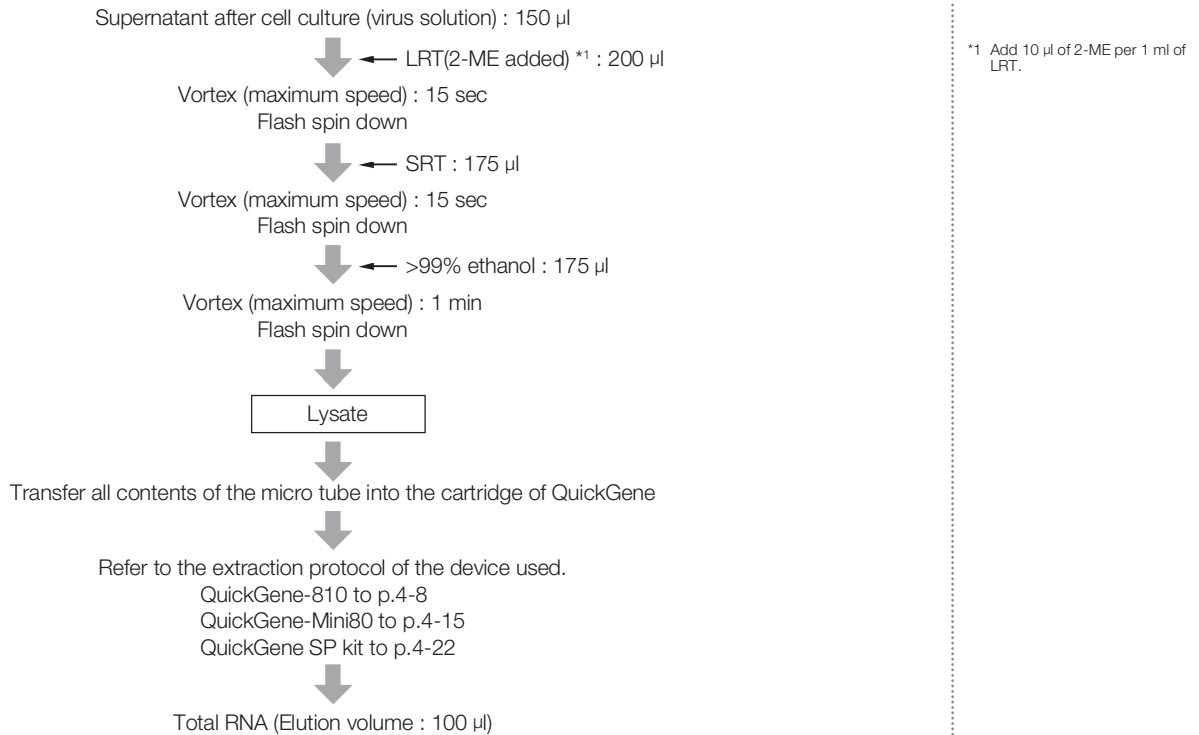 Supernatant after cell culture (virus solution) : 150 µl
LRT(2-ME added) *1 : 200 µl
*1 Add 10 µl of 2-ME per 1 ml of
LRT.
Vortex (maximum speed) : 15 sec
Flash spin down
SRT : 175 µl
Vortex (maximum speed) : 15 sec
Flash spin down
>99% ethanol : 175 µl
Vortex (maximum speed) : 1 min
Flash spin down
Lysate
Transfer all contents of the micro tube into the cartridge of QuickGene
Refer to the extraction protocol of the device used.
QuickGene-810 to p.4-8
QuickGene-Mini80 to p.4-15
QuickGene SP kit to p.4-22
Total RNA (Elution volume : 100 µl)